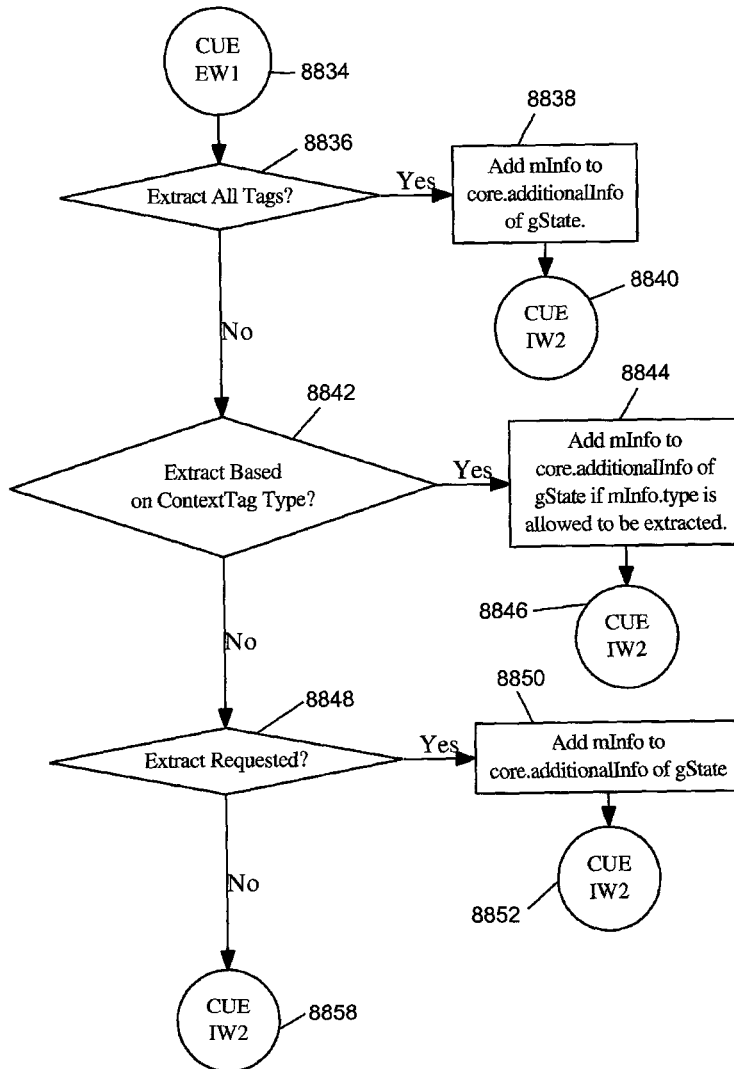 CUE
EW1
8834
8836
8838
Extract All Tags?
Yes
Add mInfo to
core.additionalInfo
of gState.
8840
CUE
IW2
No
8842
8844
Extract Based
on ContextTag Type?
Yes
Add mInfo to
core.additionalInfo of
gState if mInfo.type is
allowed to be extracted.
8846
CUE
IW2
No
8848
8850
Extract Requested?
Yes
Add mInfo to
core.additionalInfo of gState
CUE
IW2
8852
No
CUE
IW2
8858